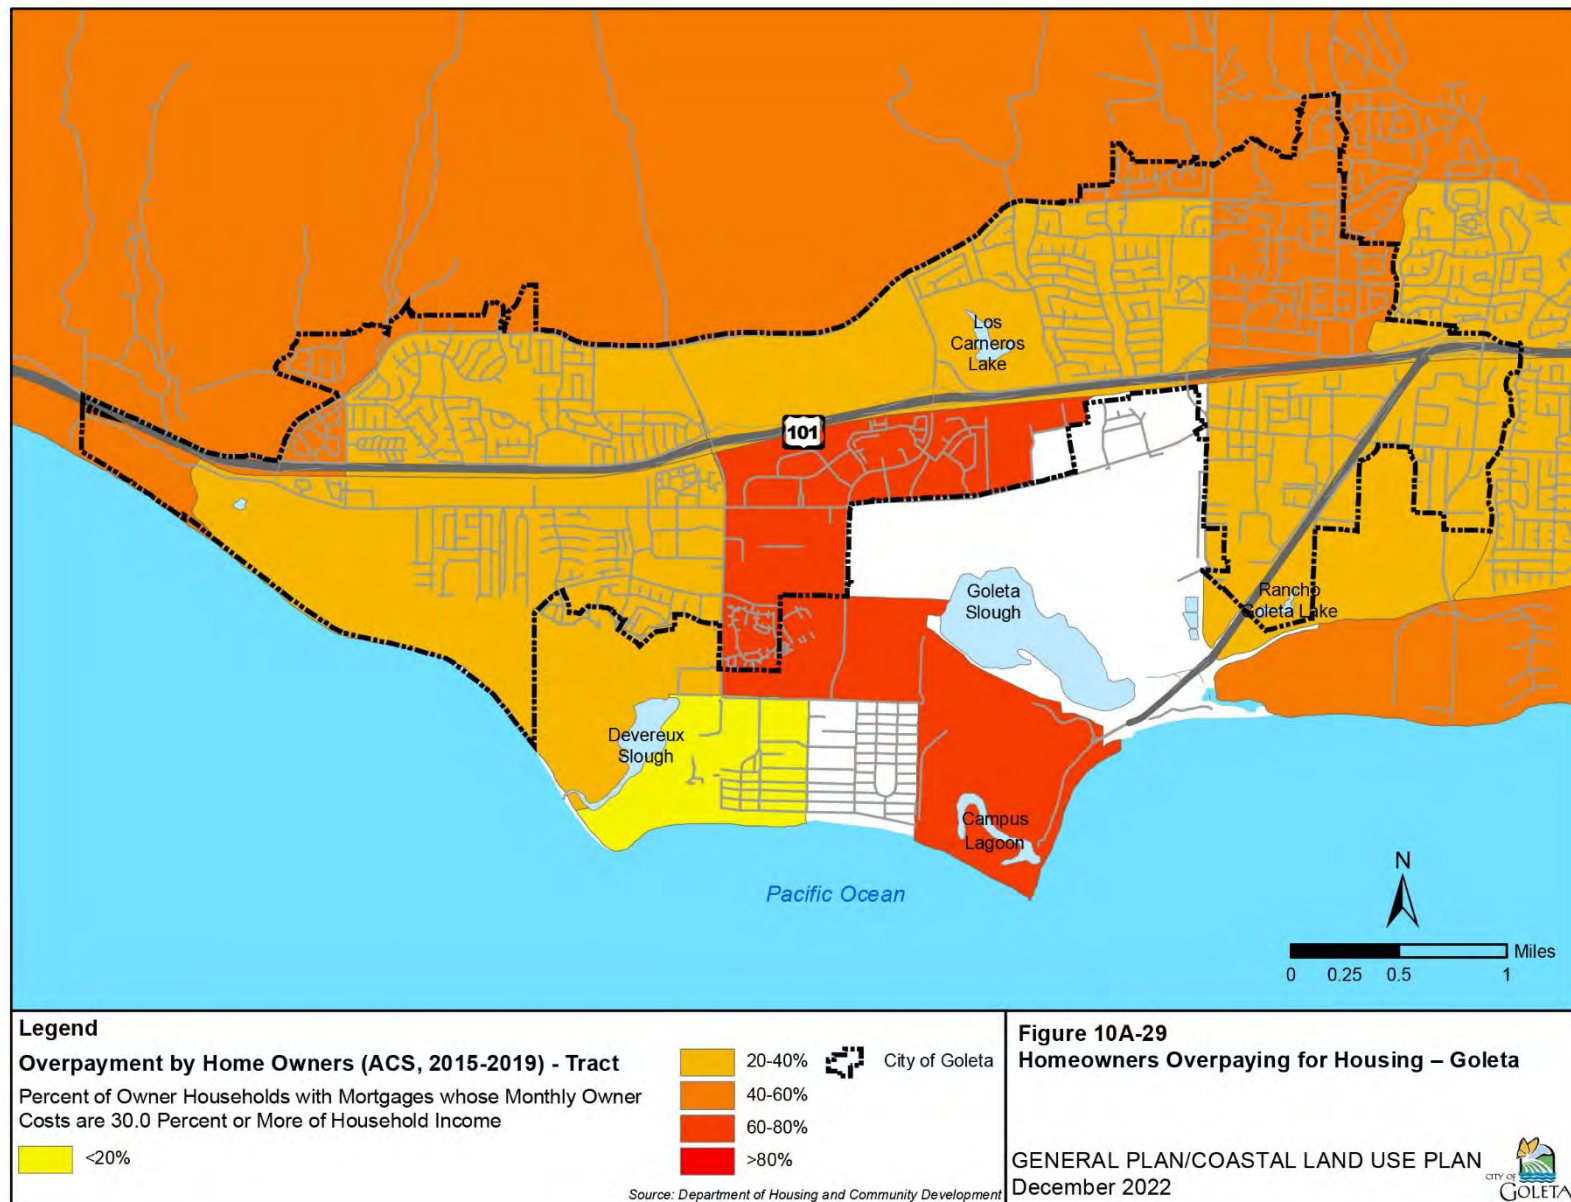 Los
Carneros
Lake
101
Goleta
Slough
Rancho
Goleta Lake
Devereux
Slough
Campus
Lagoon
Pacific Ocean
N
Miles
0 0.25 0.5 1
Legend
Overpayment by Home Owners (ACS, 2015-2019) - Tract
Percent of Owner Households with Mortgages whose Monthly Owner
Costs are 30.0 Percent or More of Household Income
<20%
20-40%
40-60%
60-80%
>80%
City of Goleta
Source: Department of Housing and Community Development
Figure 10A-29
Homeowners Overpaying for Housing – Goleta
GENERAL PLAN/COASTAL LAND USE PLAN
December 2022
CITY OF
GOLETA